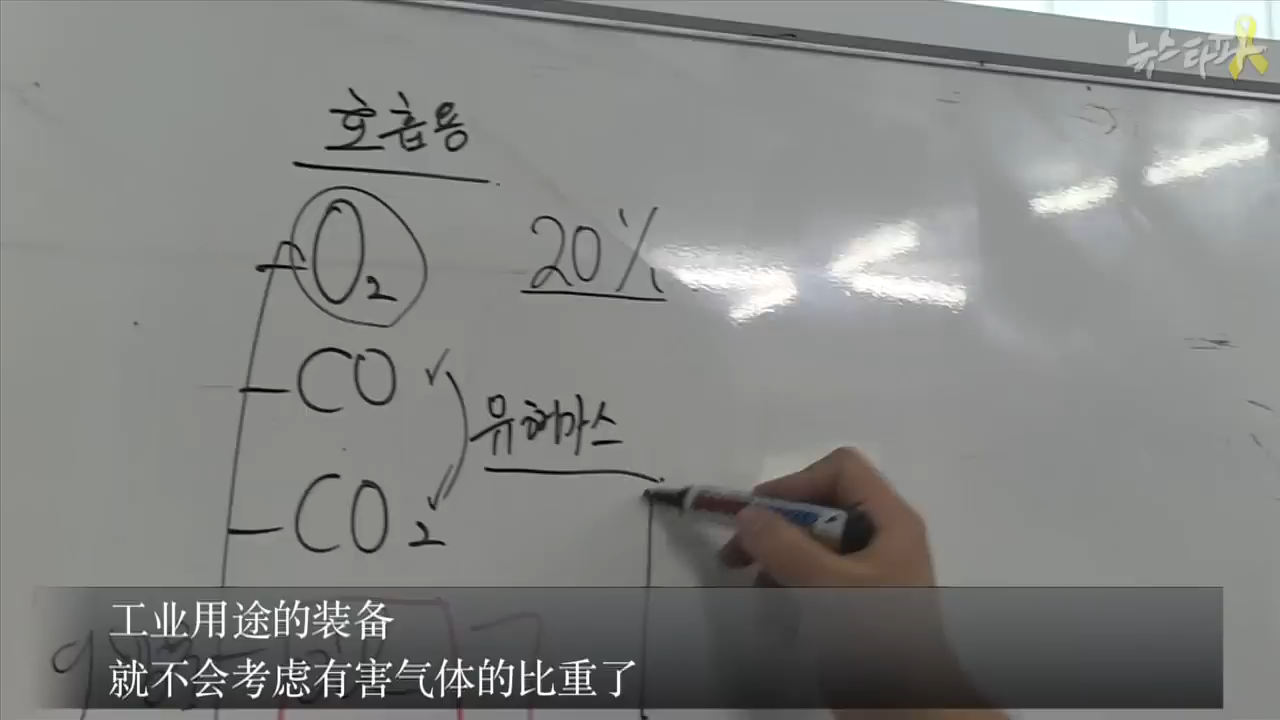 뉴스타파
호흡용
O₂ 20%
CO
유해가스
CO₂
工业用途的装备
就不会考虑有害气体的比重了